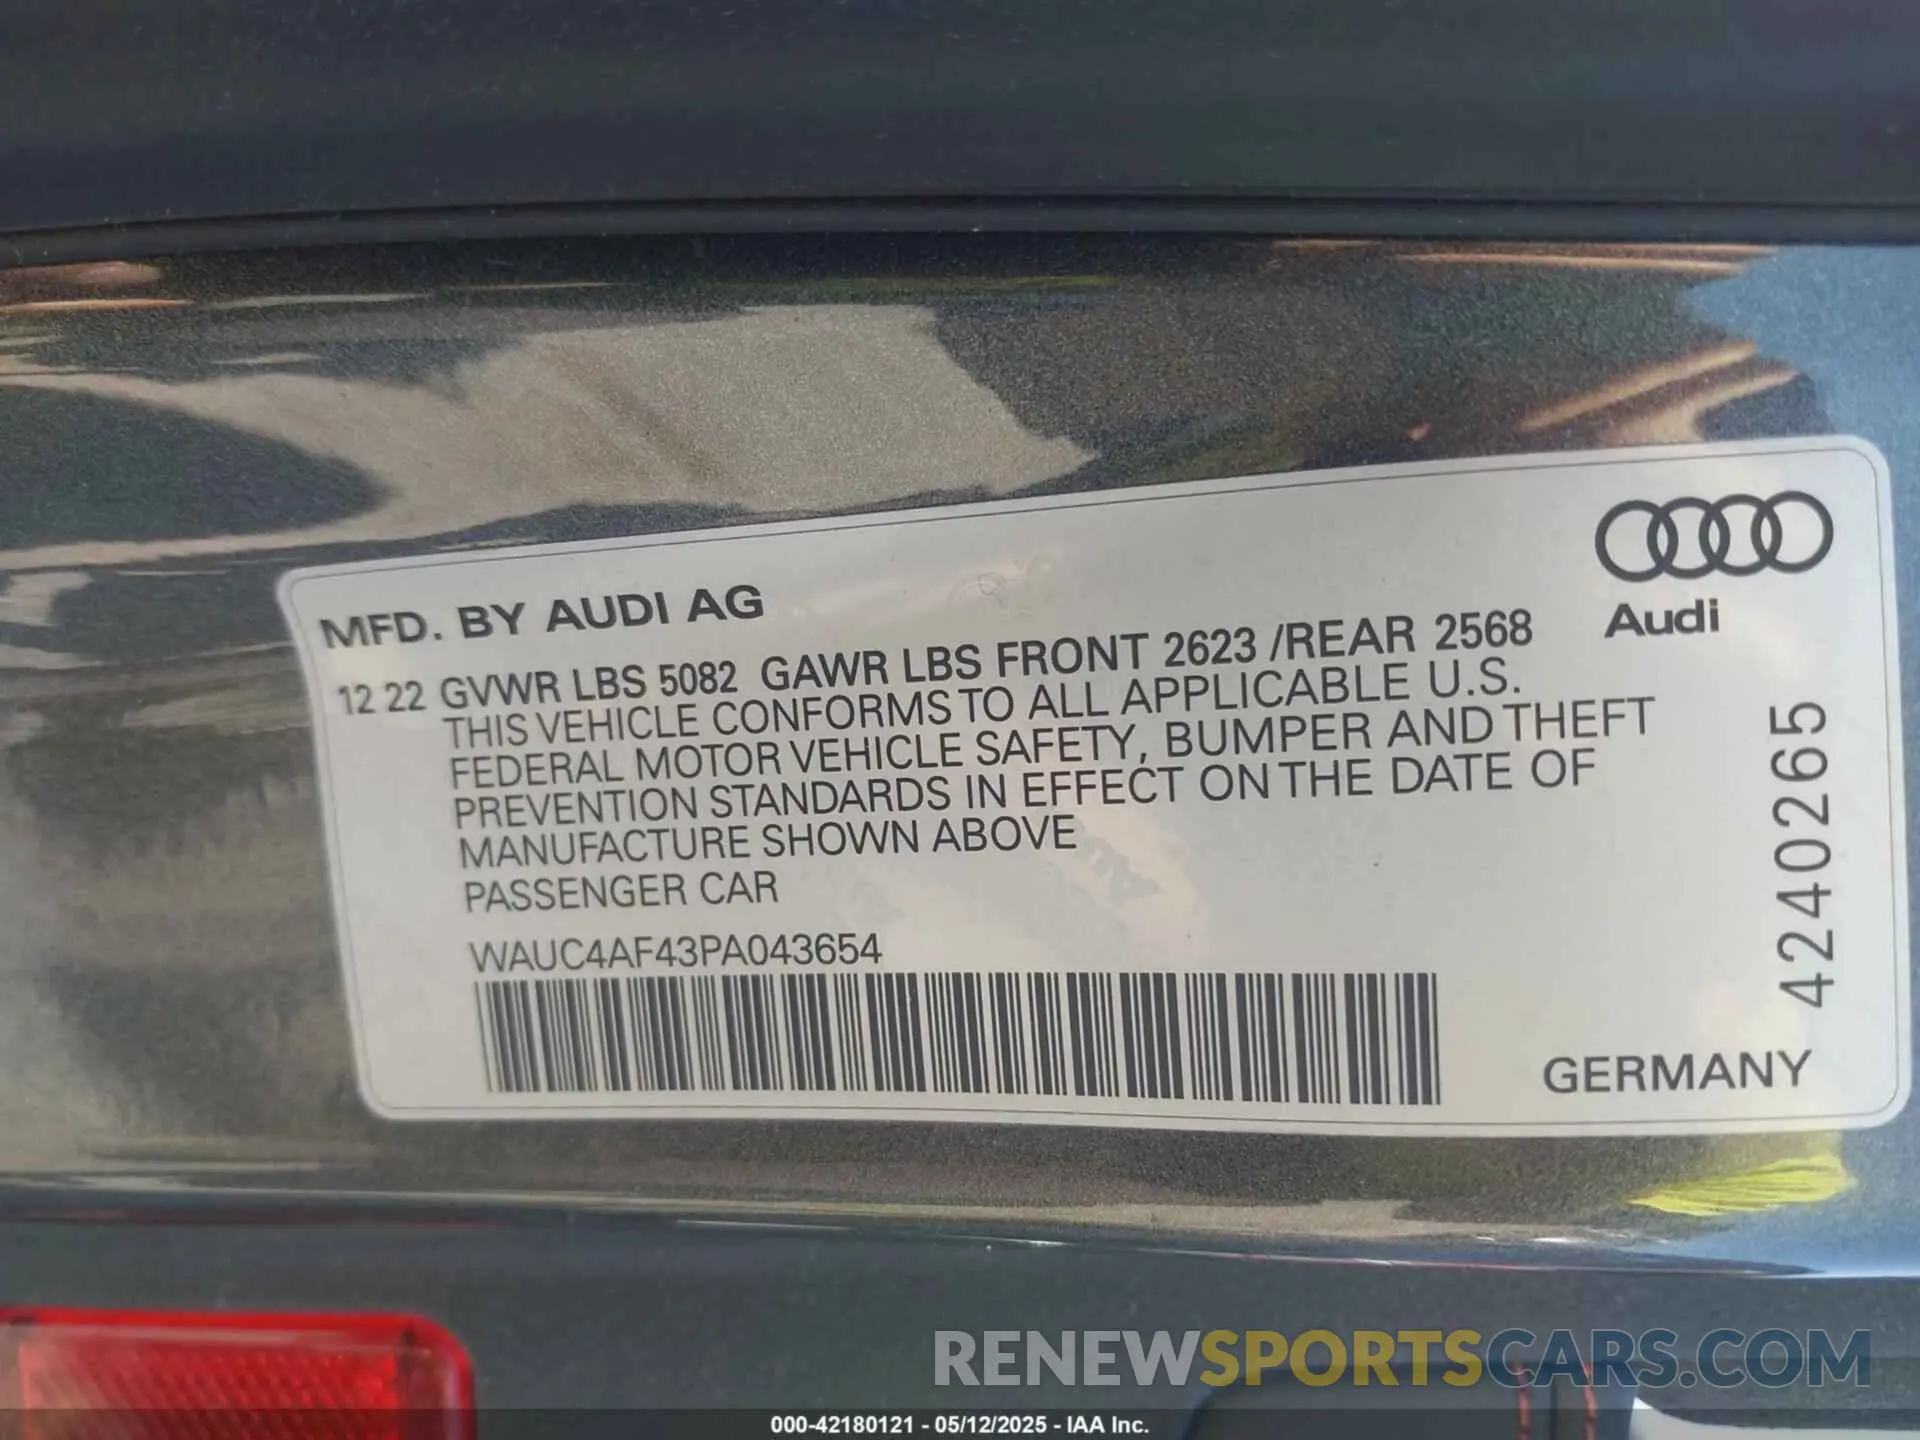 MFD. BY AUDI AG
Audi
12 22 GVWR LBS 5082 GAWR LBS FRONT 2623 /REAR 2568
THIS VEHICLE CONFORMS TO ALL APPLICABLE U.S.
FEDERAL MOTOR VEHICLE SAFETY, BUMPER AND THEFT
PREVENTION STANDARDS IN EFFECT ON THE DATE OF
MANUFACTURE SHOWN ABOVE
PASSENGER CAR
WAUC4AF43PA043654
4240265
GERMANY
RENEWSPORTSCARS.COM
000-42180121 - 05/12/2025 - IAA Inc.